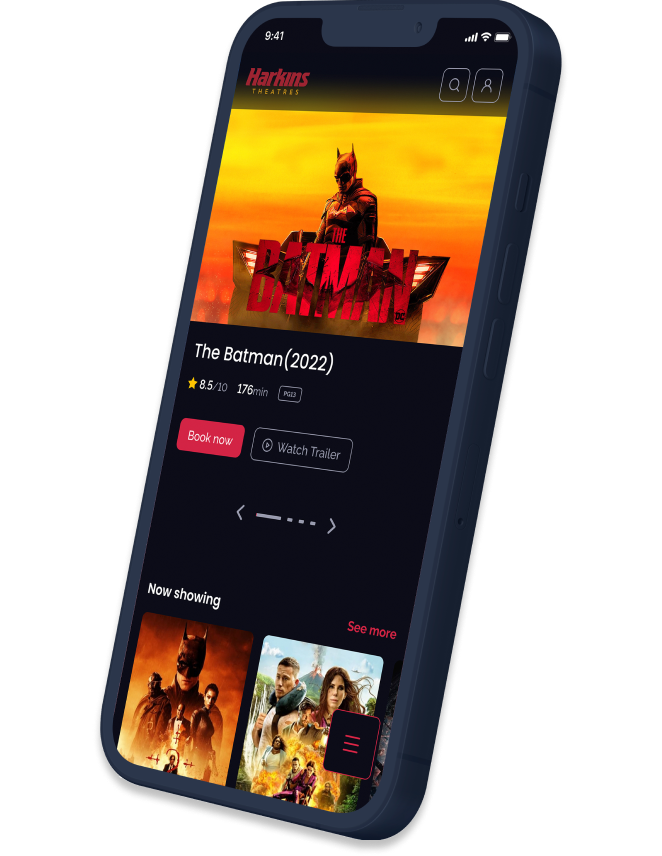 9:41
Harkins
THEATRES
THE
BATMAN
DC
The Batman(2022)
8.5/10 176min PG13
Book now Watch Trailer
Now showing
See more